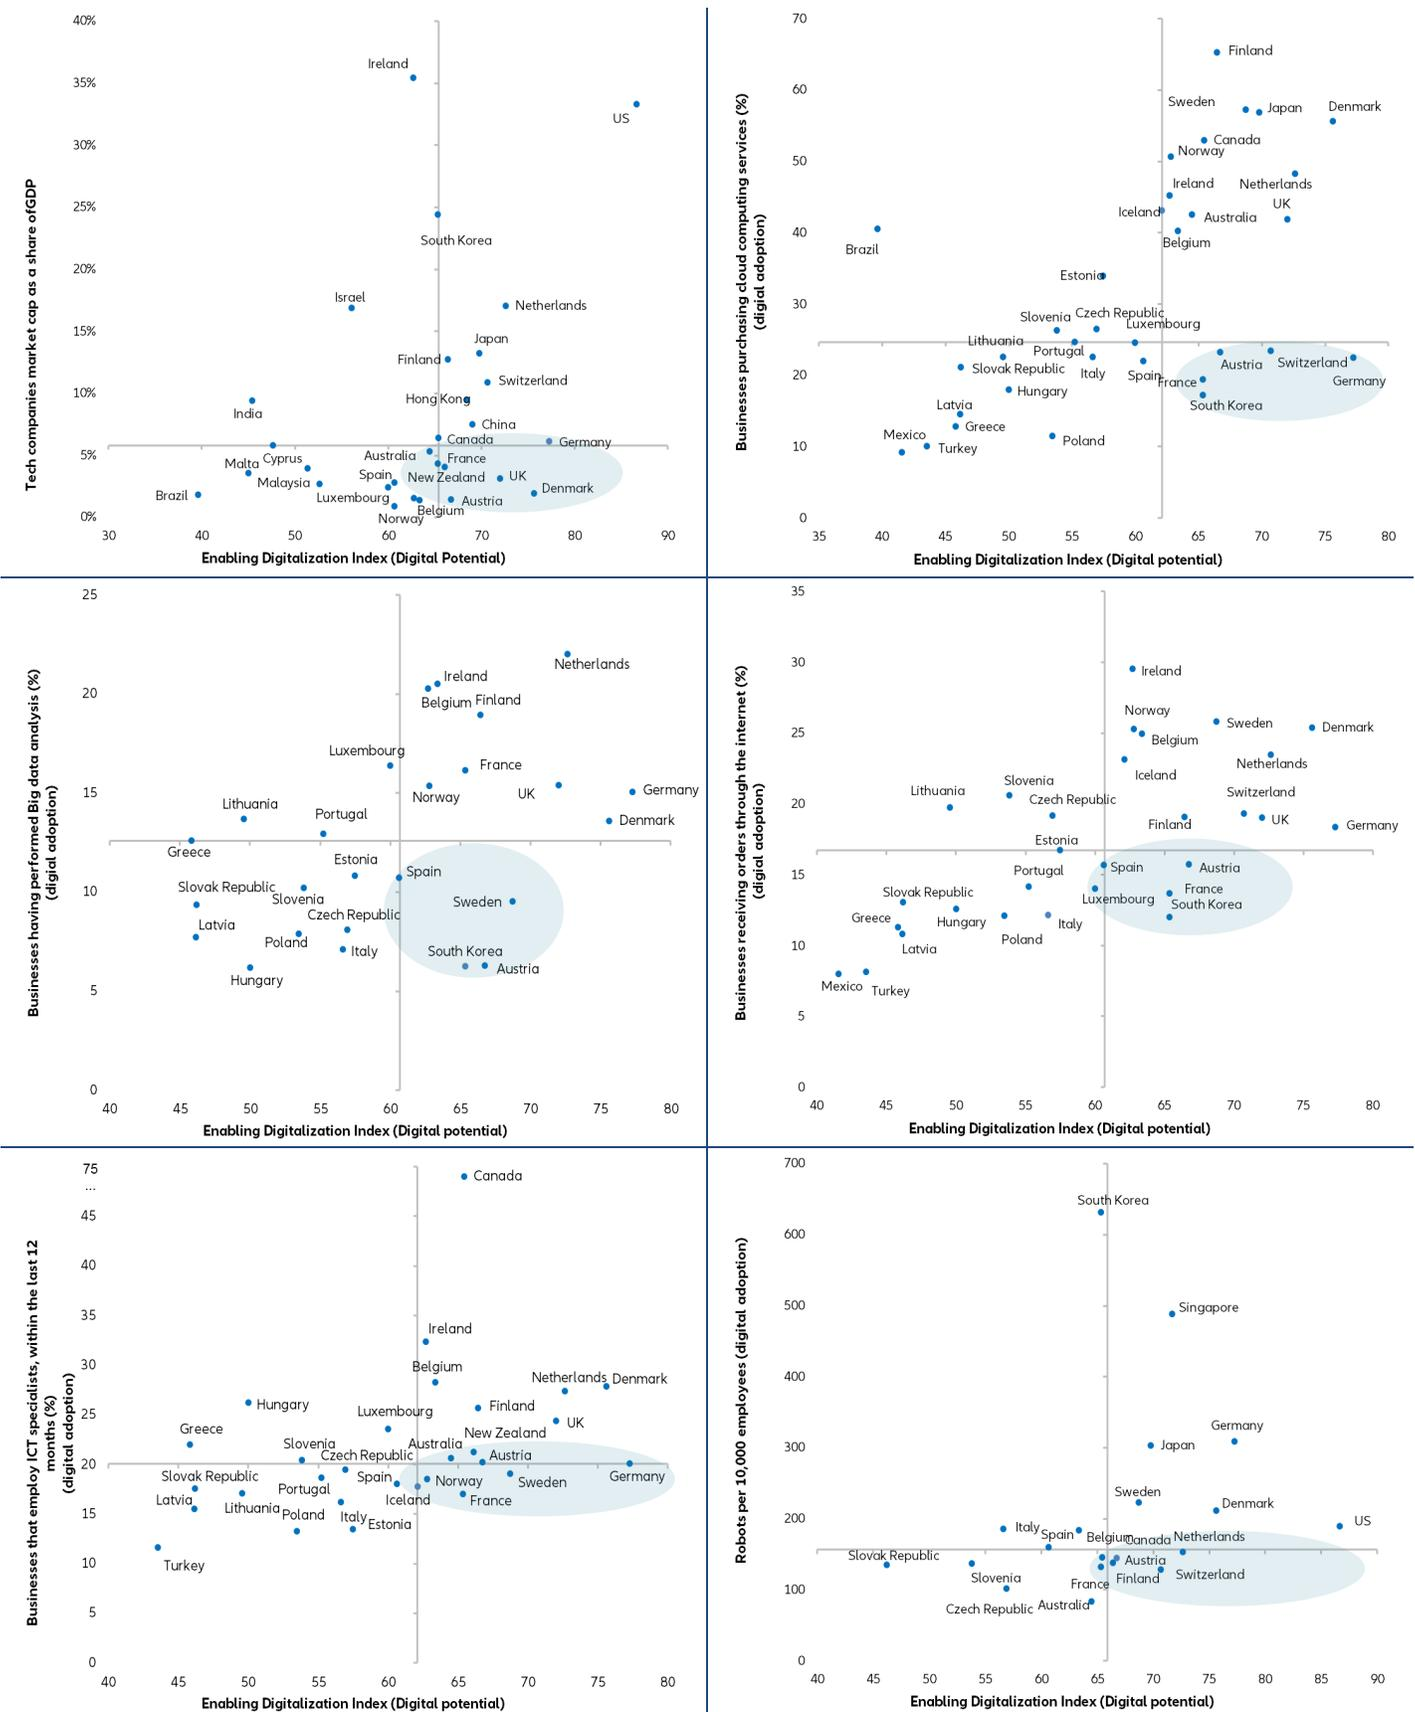 Tech companies market cap as a share ofGDP
40%
35%
30%
25%
20%
15%
10%
5%
0%
Ireland
US
South Korea
Israel
Netherlands
Japan
Finland
Switzerland
Hong Kong
India
China
Canada
Germany
Australia
France
Cyprus
Malta
Spain
New Zealand
UK
Malaysia
Denmark
Brazil
Luxembourg
Austria
Belgium
Norway
30 40 50 60 70 80 90
Enabling Digitalization Index (Digital Potential)
Businesses purchasing cloud computing services (%)
(digial adoption)
70
60
50
40
30
20
10
0
Finland
Sweden
Japan
Denmark
Canada
Norway
Ireland
Netherlands
UK
Iceland
Australia
Belgium
Brazil
Estonia
Slovenia
Czech Republic
Luxembourg
Lithuania
Portugal
Austria
Switzerland
Slovak Republic
Italy
Spain
France
Germany
Hungary
South Korea
Latvia
Greece
Mexico
Turkey
Poland
35 40 45 50 55 60 65 70 75 80
Enabling Digitalization Index (Digital potential)
Businesses having performed Big data analysis (%)
(digial adoption)
25
20
15
10
5
0
Netherlands
Ireland
Belgium
Finland
Luxembourg
France
Norway
UK
Germany
Lithuania
Portugal
Denmark
Greece
Estonia
Spain
Slovak Republic
Slovenia
Sweden
Czech Republic
Latvia
Poland
Italy
South Korea
Austria
Hungary
40 45 50 55 60 65 70 75 80
Enabling Digitalization Index (Digital potential)
Businesses receiving orders through the internet (%)
(digial adoption)
35
30
25
20
15
10
5
0
Ireland
Norway
Sweden
Denmark
Belgium
Netherlands
Iceland
Slovenia
Lithuania
Switzerland
Czech Republic
Finland
UK
Germany
Estonia
Portugal
Spain
Austria
Slovak Republic
France
Luxembourg
South Korea
Greece
Hungary
Italy
Poland
Latvia
Mexico
Turkey
40 45 50 55 60 65 70 75 80
Enabling Digitalization Index (Digital potential)
Businesses that employ ICT specialists, within the last 12
months (%)
(digital adoption)
75
...
45
40
35
30
25
20
15
10
5
0
Canada
Ireland
Belgium
Netherlands
Denmark
Hungary
Luxembourg
Finland
UK
Greece
New Zealand
Slovenia
Australia
Czech Republic
Austria
Slovak Republic
Spain
Norway
Sweden
Germany
Portugal
Latvia
Iceland
France
Lithuania
Poland
Italy
Estonia
Turkey
40 45 50 55 60 65 70 75 80
Enabling Digitalization Index (Digital potential)
Robots per 10,000 employees (digital adoption)
700
600
500
400
300
200
100
0
South Korea
Singapore
Germany
Japan
Sweden
Denmark
US
Italy
Spain
Belgium
Canada
Netherlands
Slovak Republic
Austria
Slovenia
France
Finland
Switzerland
Czech Republic
Australia
40 45 50 55 60 65 70 75 80 85 90
Enabling Digitalization Index (Digital potential)